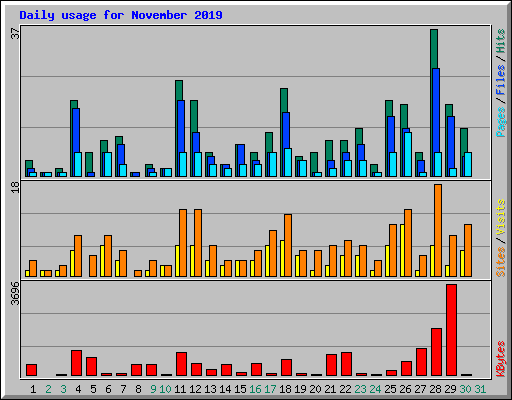 Daily usage for November 2019
37
Pages / Files / Hits
18
Sites / Visits
3696
KBytes
1 2 3 4 5 6 7 8 9 10 11 12 13 14 15 16 17 18 19 20 21 22 23 24 25 26 27 28 29 30 31